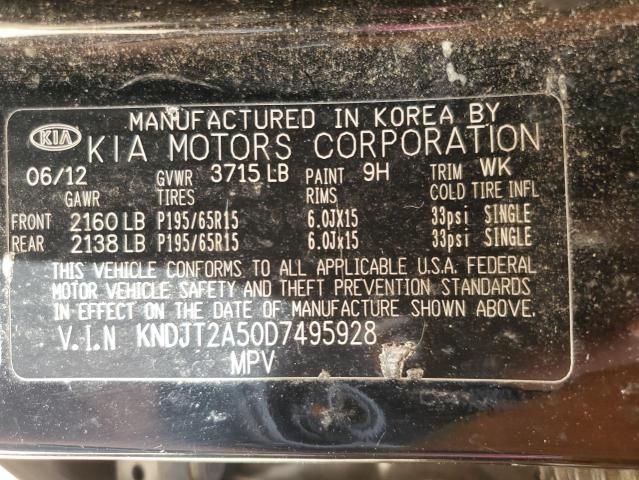 MANUFACTURED IN KOREA BY
KIA KIA MOTORS CORPORATION
06/12 GVWR 3715 LB PAINT 9H TRIM WK
GAWR TIRES RIMS COLD TIRE INFL
FRONT 2160 LB P195/65R15 6.0JX15 33psi SINGLE
REAR 2138 LB P195/65R15 6.0Jx15 33psi SINGLE
THIS VEHICLE CONFORMS TO ALL APPLICABLE U.S.A. FEDERAL
MOTOR VEHICLE SAFETY AND THEFT PREVENTION STANDARDS
IN EFFECT ON THE DATE OF MANUFACTURE SHOWN ABOVE.
V.I.N KNDJT2A50D7495928
MPV